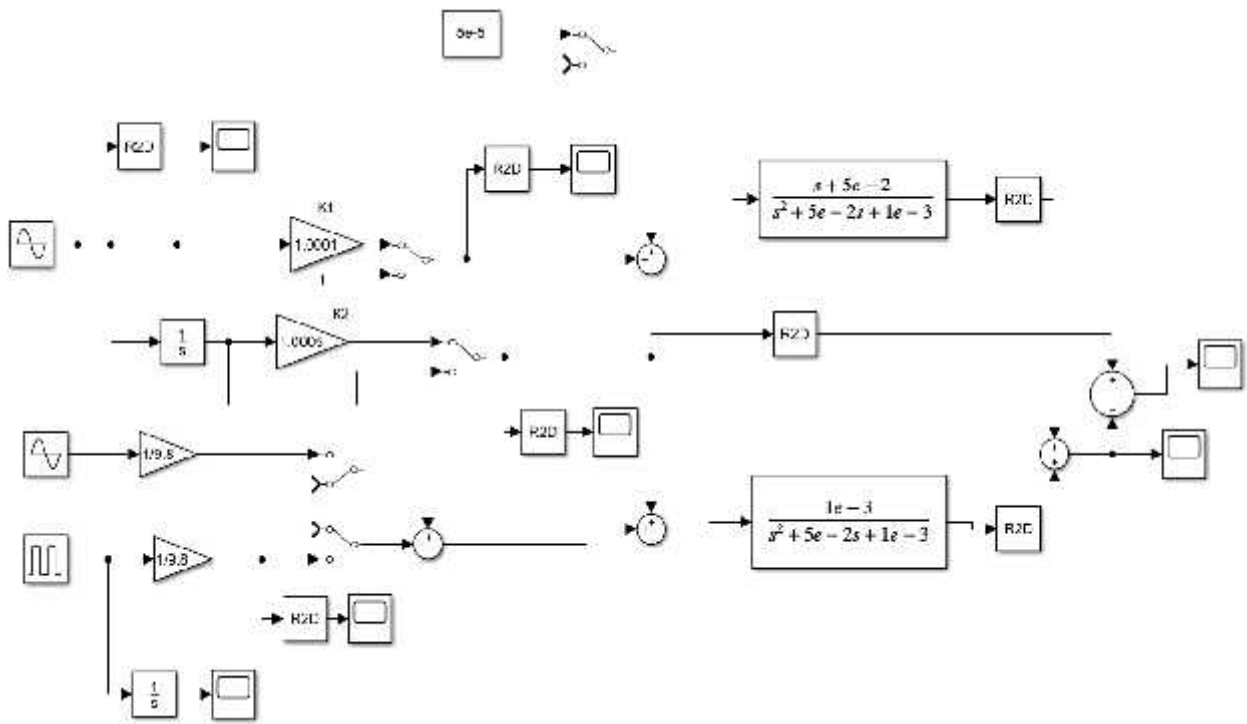 5e-5
R2D
R2D
s + 5e − 2
s² + 5e − 2s + 1e − 3
R2D
K1
1.0001
K2
1
s
1.0005
R2D
R2D
1/9.8
1e − 3
s² + 5e − 2s + 1e − 3
R2D
1/9.8
R2D
1
s